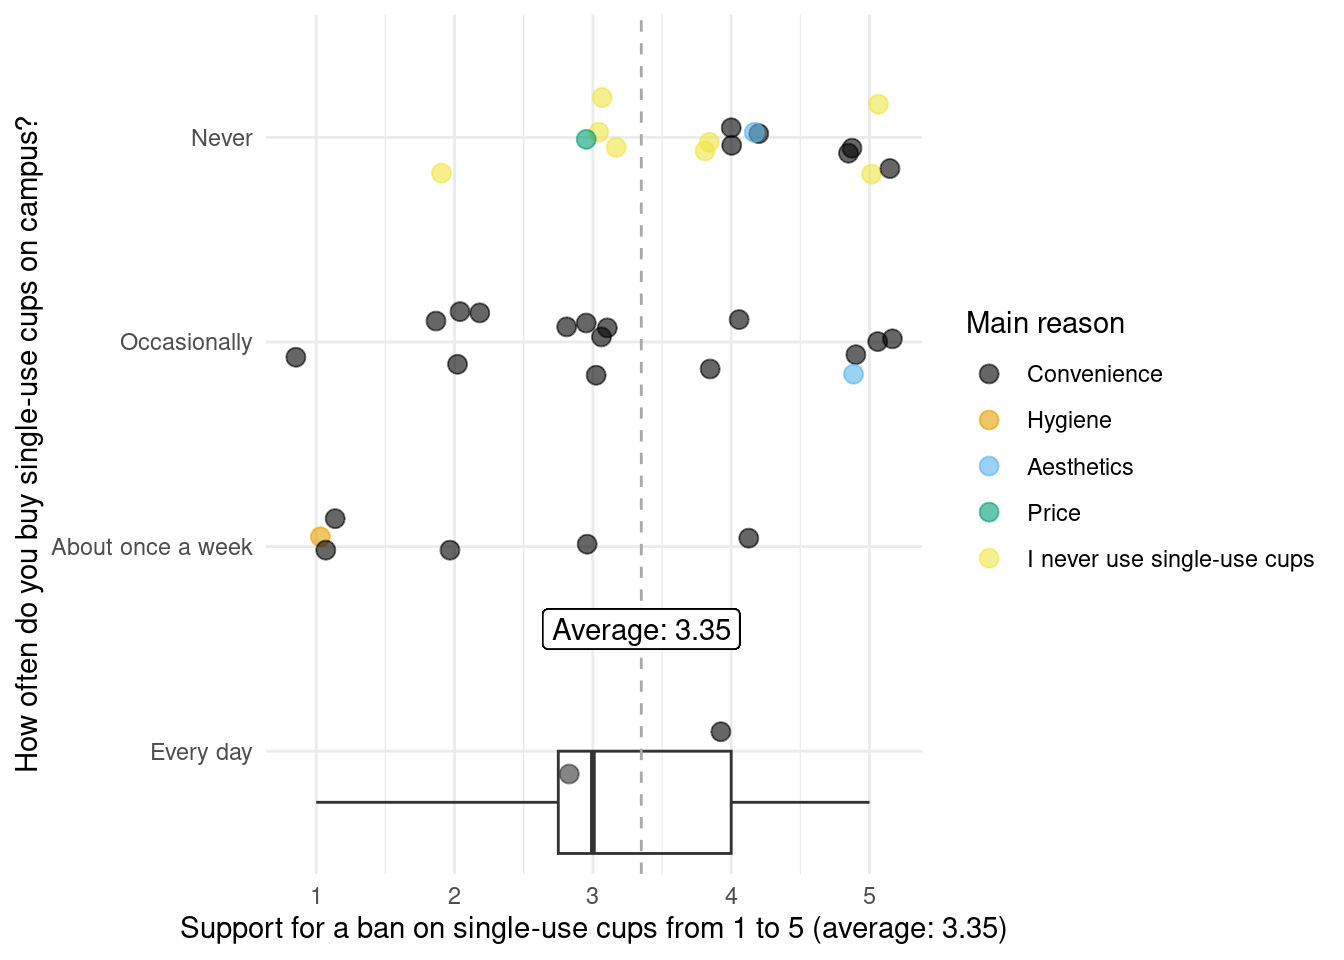 How often do you buy single-use cups on campus?
Never
Occasionally
About once a week
Every day
Average: 3.35
1 2 3 4 5
Support for a ban on single-use cups from 1 to 5 (average: 3.35)
Main reason
Convenience
Hygiene
Aesthetics
Price
I never use single-use cups